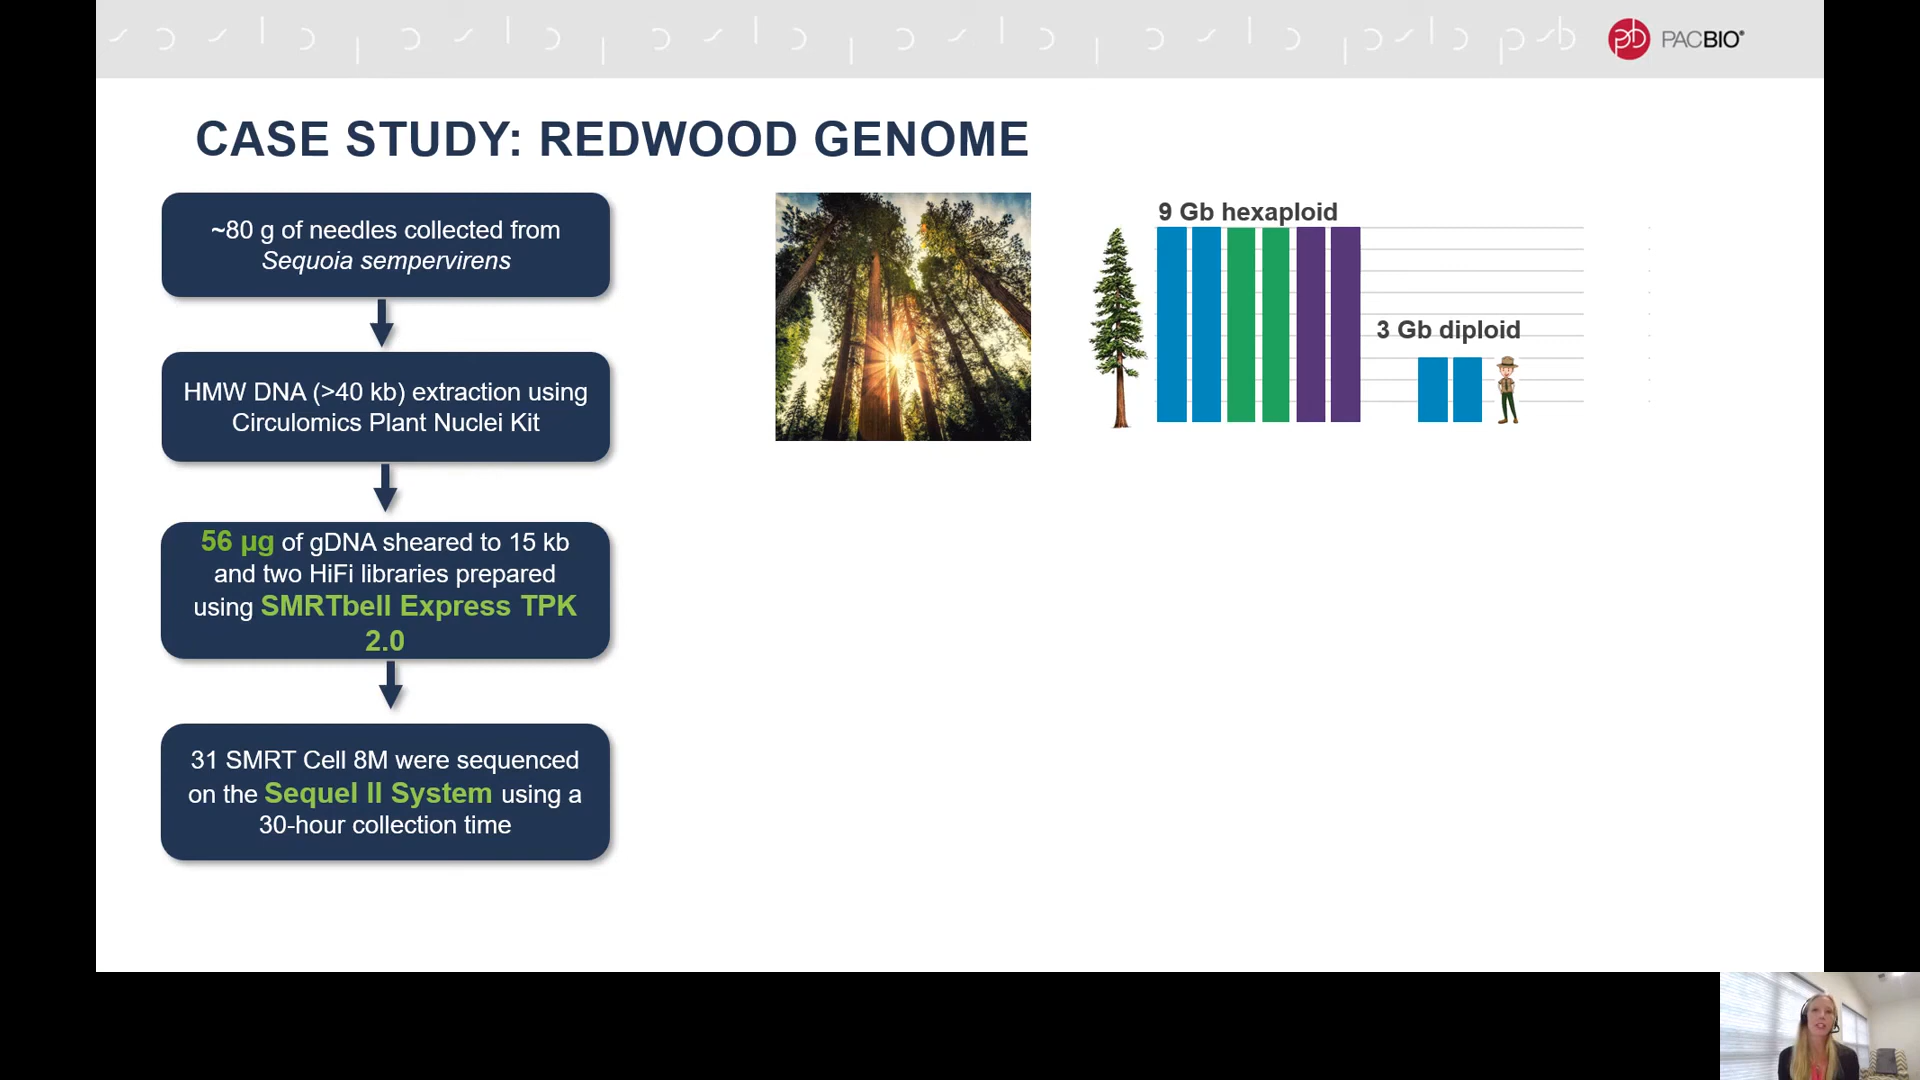 PACBIO®
CASE STUDY: REDWOOD GENOME
~80 g of needles collected from
Sequoia sempervirens
HMW DNA (>40 kb) extraction using
Circulomics Plant Nuclei Kit
56 µg of gDNA sheared to 15 kb
and two HiFi libraries prepared
using SMRTbell Express TPK
2.0
31 SMRT Cell 8M were sequenced
on the Sequel II System using a
30-hour collection time
9 Gb hexaploid
3 Gb diploid